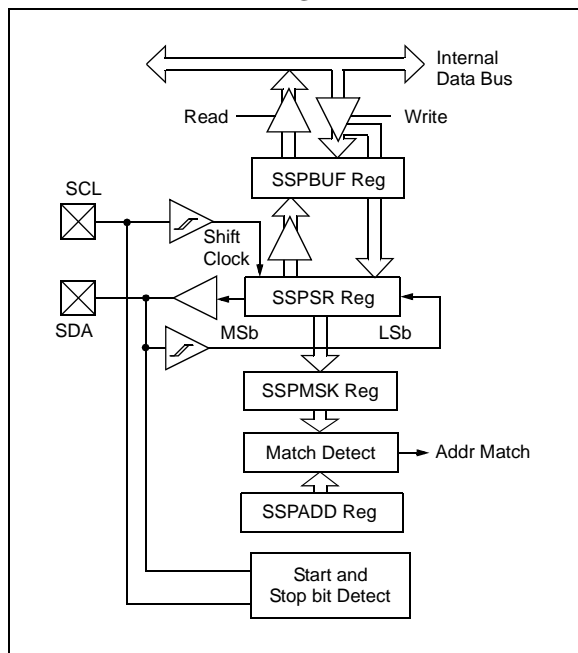 Internal
Data Bus
Read
Write
SSPBUF Reg
SCL
Shift
Clock
SSPSR Reg
SDA
MSb
LSb
SSPMSK Reg
Match Detect
Addr Match
SSPADD Reg
Start and
Stop bit Detect